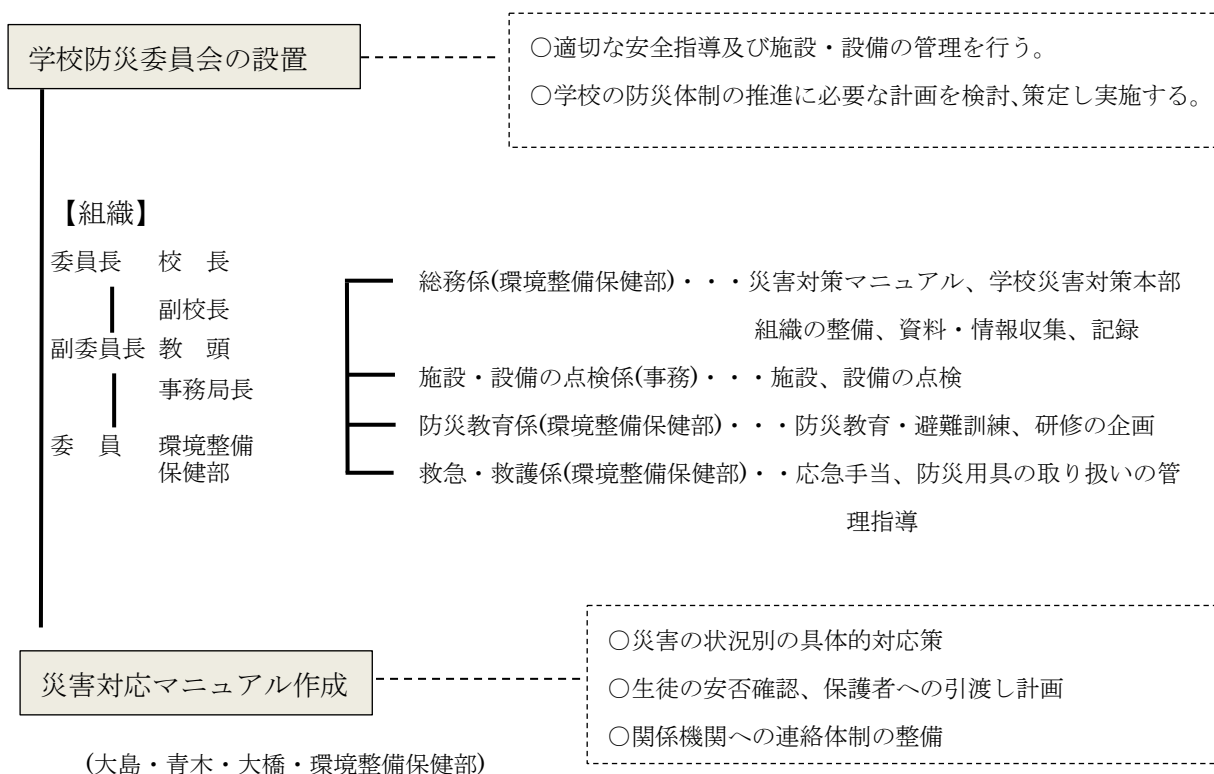 学校防災委員会の設置
○適切な安全指導及び施設・設備の管理を行う。
○学校の防災体制の推進に必要な計画を検討、策定し実施する。
【組織】
委員長 校 長
副校長
副委員長 教 頭
事務局長
委 員 環境整備
保健部
総務係(環境整備保健部)・・・災害対策マニュアル、学校災害対策本部
組織の整備、資料・情報収集、記録
施設・設備の点検係(事務)・・・施設、設備の点検
防災教育係(環境整備保健部)・・・防災教育・避難訓練、研修の企画
救急・救護係(環境整備保健部)・・応急手当、防災用具の取り扱いの管
理指導
災害対応マニュアル作成
○災害の状況別の具体的対応策
○生徒の安否確認、保護者への引渡し計画
○関係機関への連絡体制の整備
(大島・青木・大橋・環境整備保健部)